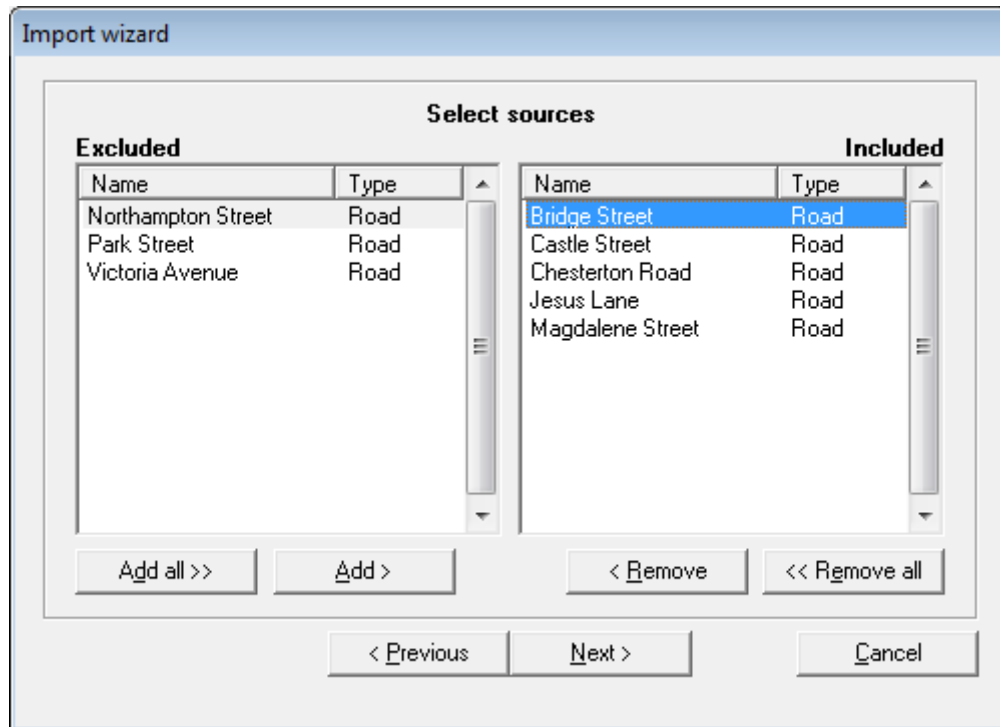 Import wizard
Select sources
Excluded Included
Name Type Name Type
Northampton Street Road Bridge Street Road
Park Street Road Castle Street Road
Victoria Avenue Road Chesterton Road Road
Jesus Lane Road
Magdalene Street Road
Add all >> Add > < Remove << Remove all
< Previous Next > Cancel